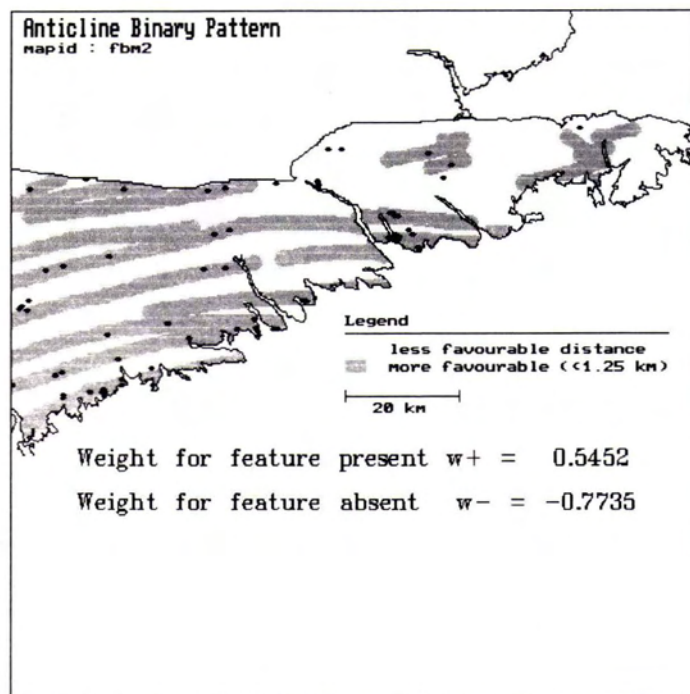 Anticline Binary Pattern
mapid : fbm2
Legend
less favourable distance
more favourable (<1.25 km)
20 km
Weight for feature present w+ = 0.5452
Weight for feature absent w- = -0.7735